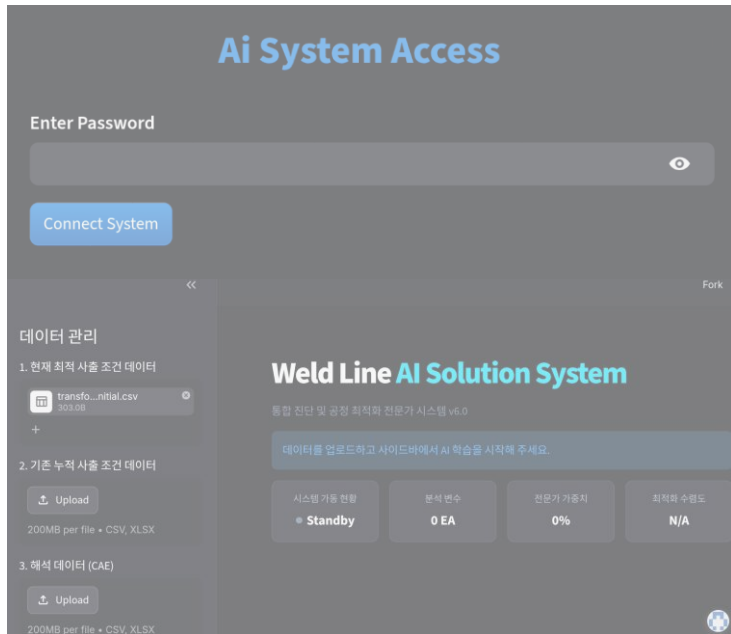 Ai System Access
Enter Password
Connect System
Fork
데이터 관리
1. 현재 최적 사출 조건 데이터
transfo...nitial.csv
303.0B
2. 기존 누적 사출 조건 데이터
Upload
200MB per file • CSV, XLSX
3. 해석 데이터 (CAE)
Upload
200MB per file • CSV, XLSX
Weld Line AI Solution System
통합 진단 및 공정 최적화 전문가 시스템 v6.0
데이터를 업로드하고 사이드바에서 AI 학습을 시작해 주세요.
시스템 가동 현황
Standby
분석 변수
0 EA
전문가 가중치
0%
최적화 수렴도
N/A